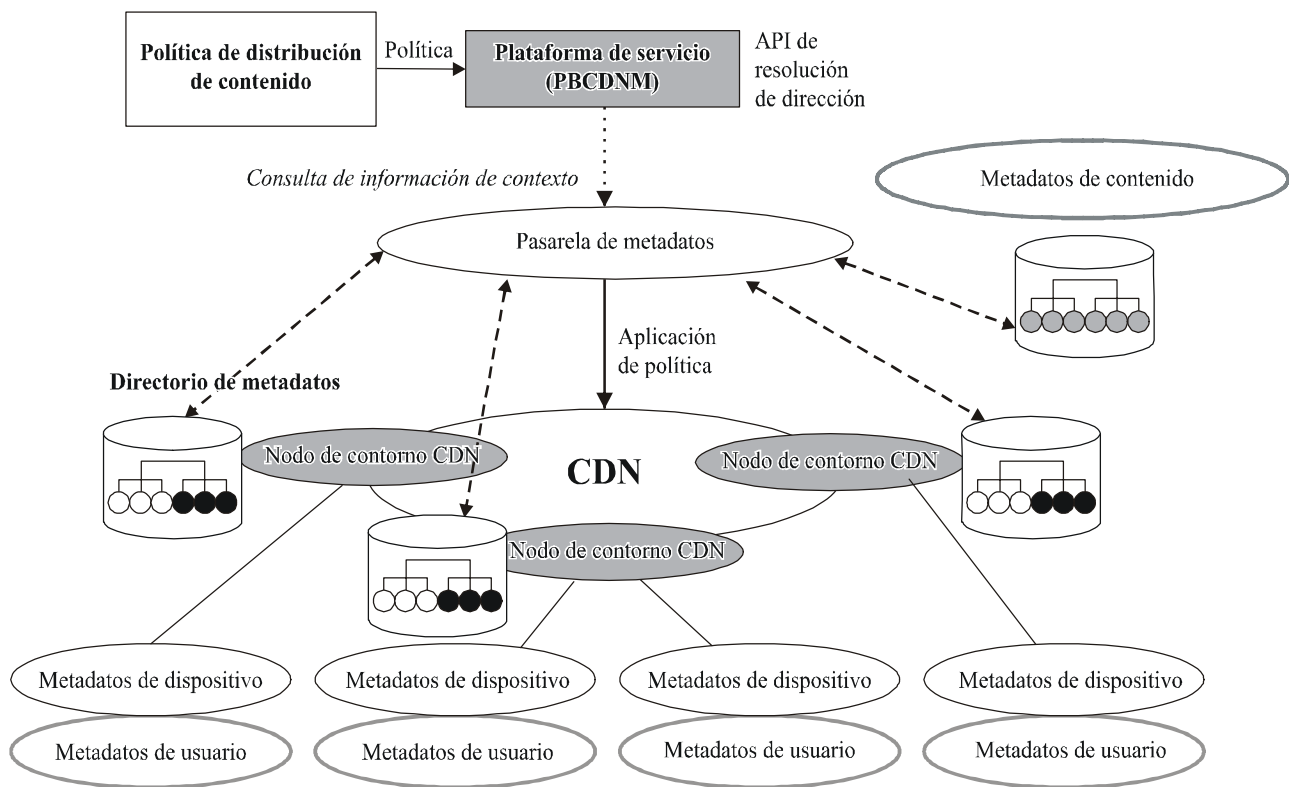 Política de distribución
de contenido
Política
Plataforma de servicio
(PBCDNM)
API de
resolución
de dirección
Consulta de información de contexto
Metadatos de contenido
Pasarela de metadatos
Aplicación
de política
Directorio de metadatos
Nodo de contorno CDN
CDN
Nodo de contorno CDN
Nodo de contorno CDN
Metadatos de dispositivo
Metadatos de dispositivo
Metadatos de dispositivo
Metadatos de dispositivo
Metadatos de usuario
Metadatos de usuario
Metadatos de usuario
Metadatos de usuario